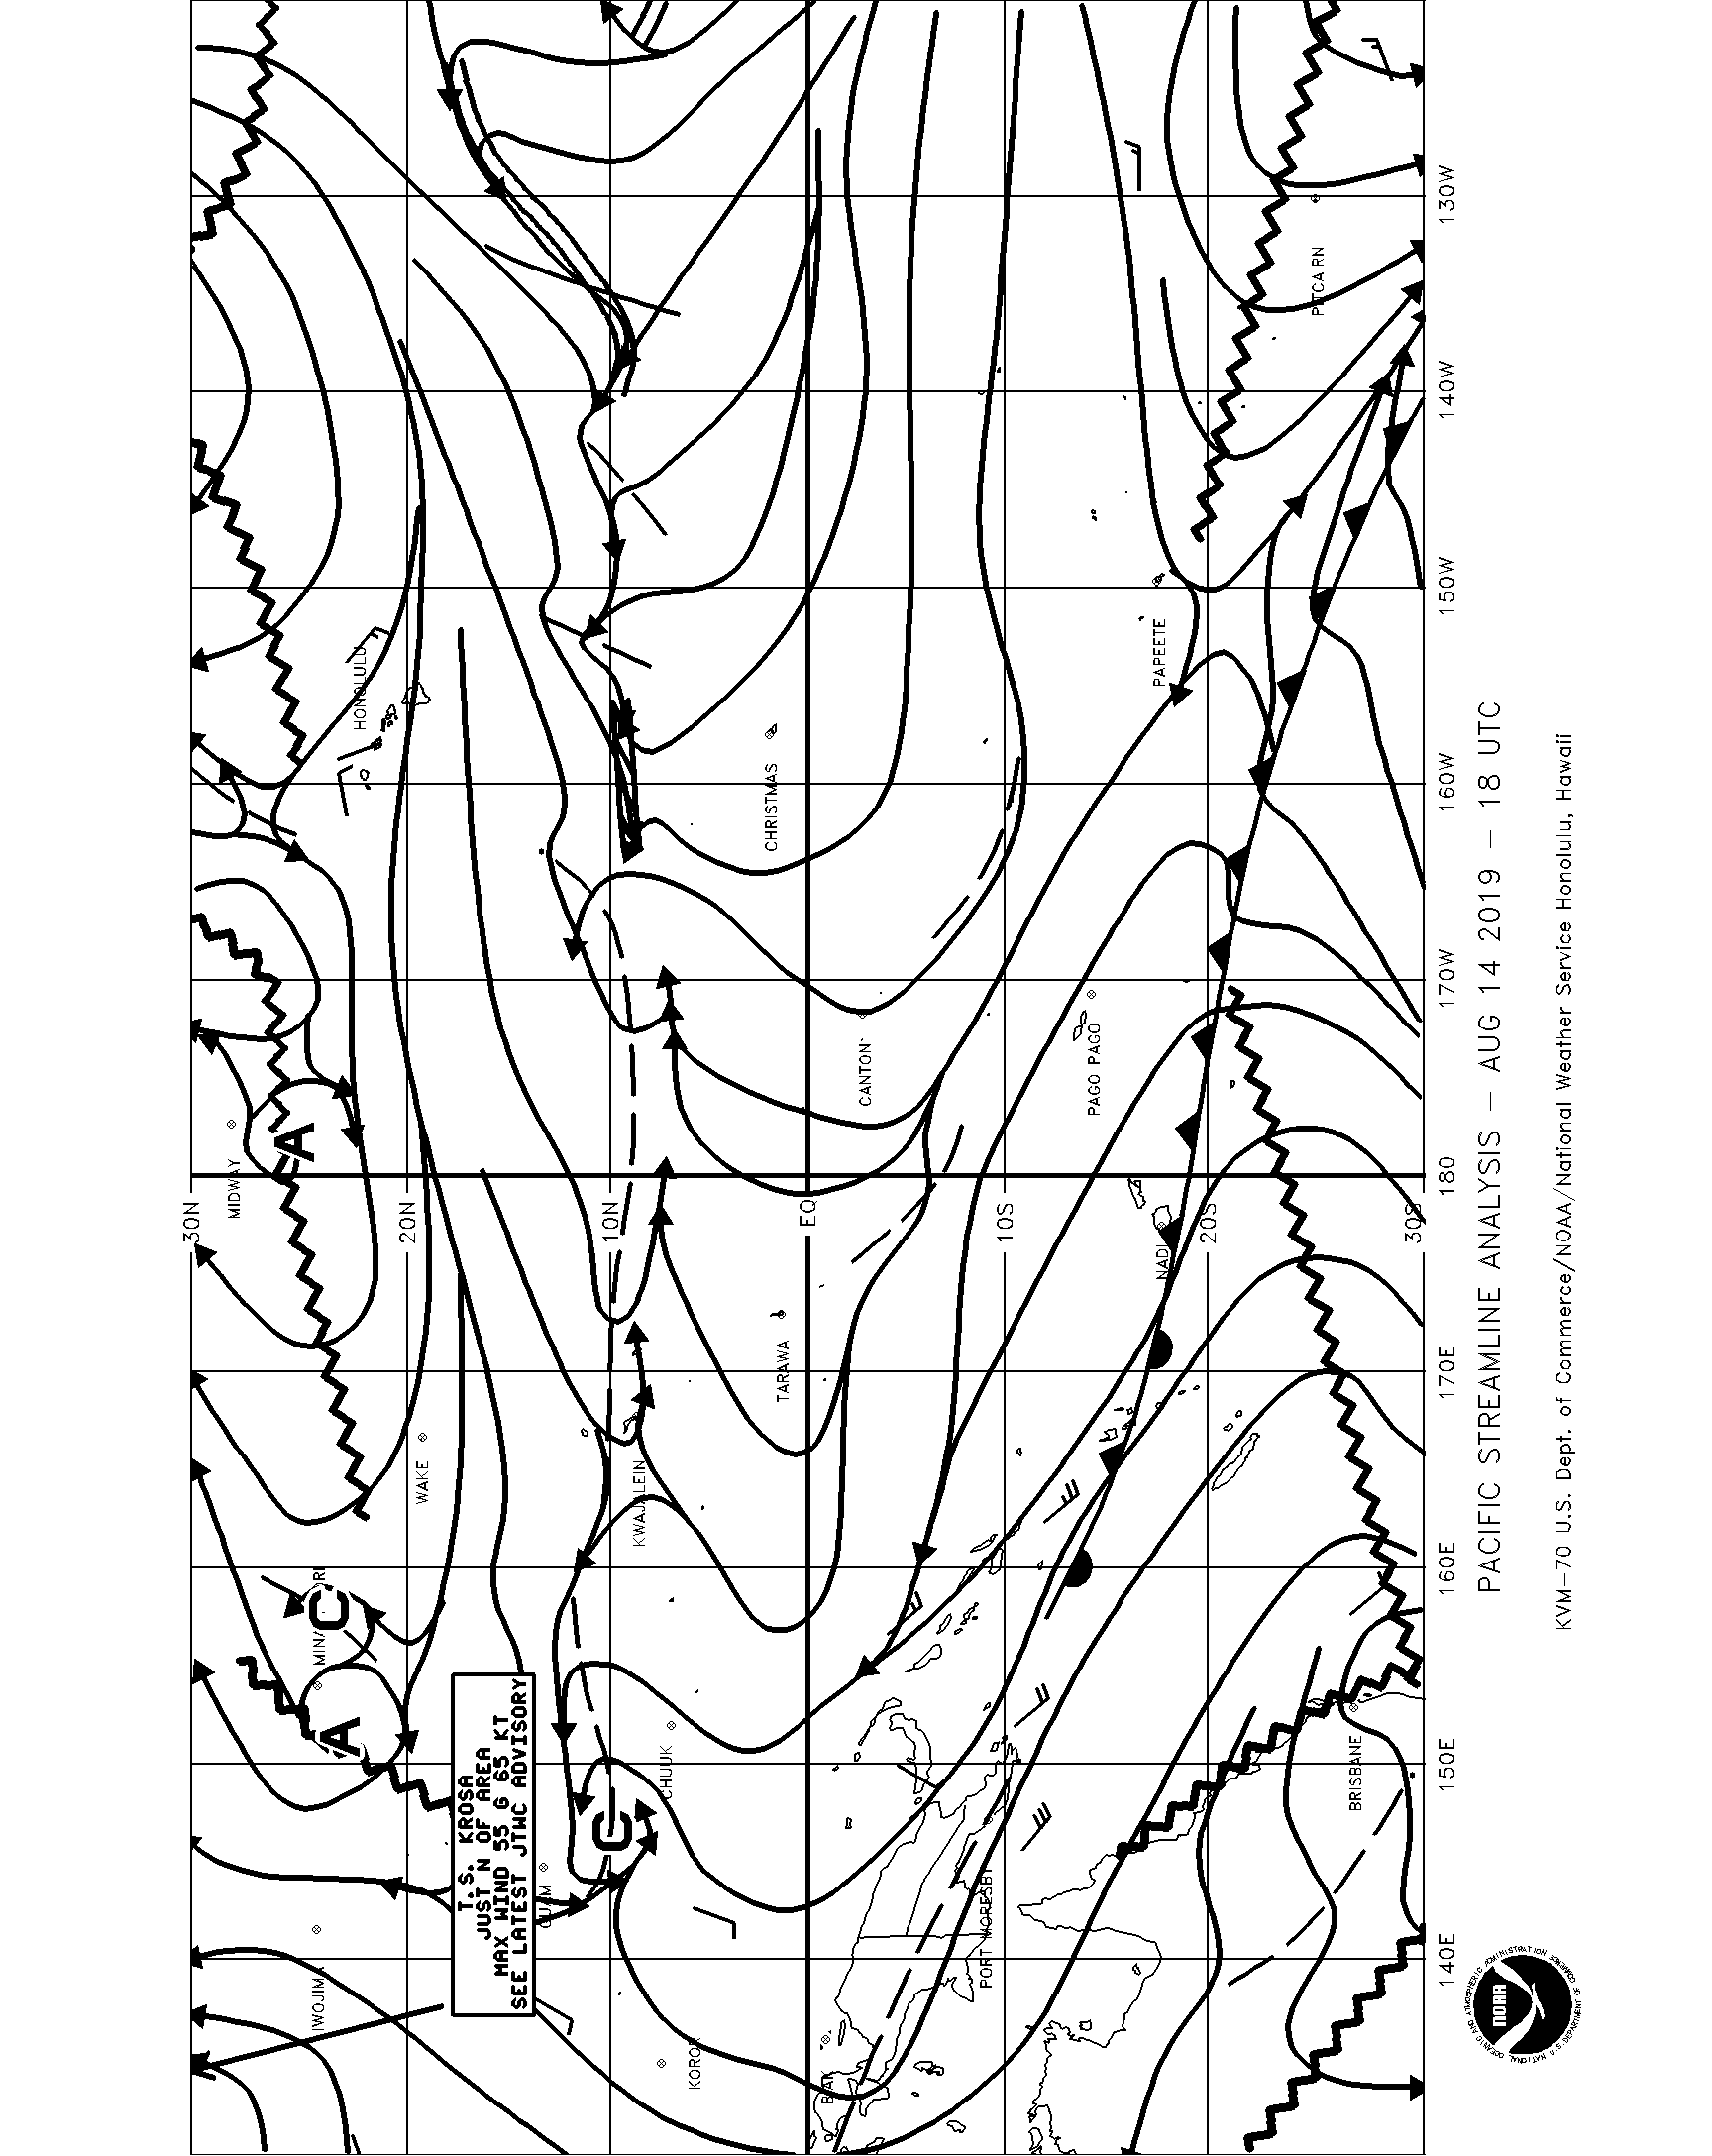 30N
20N
10N
EQ
10S
20S
30S
130W
140W
150W
160W
170W
180
170E
160E
150E
140E
HONOLULU
MIDWAY
WAKE
IWOJIMA
GUAM
KWAJALEIN
CHUUK
KOROR
CHRISTMAS
TARAWA
CANTON
BIAK
PORT MORESBY
PAGO PAGO
PAPEETE
NADI
PITCAIRN
BRISBANE
A
A
C
C
T.S. KROSA
JUST N OF AREA
MAX WIND 55 G 65 KT
SEE LATEST JTWC ADVISORY
PACIFIC STREAMLINE ANALYSIS – AUG 14 2019 – 18 UTC
KVM–70 U.S. Dept. of Commerce/NOAA/National Weather Service Honolulu, Hawaii
NATIONAL OCEANIC AND ATMOSPHERIC ADMINISTRATION
NOAA
U.S. DEPARTMENT OF COMMERCE